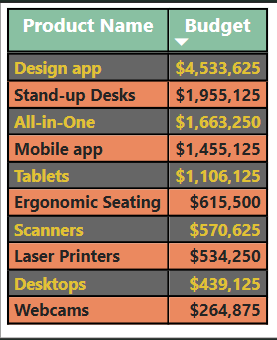 Product Name Budget
Design app $4,533,625
Stand-up Desks $1,955,125
All-in-One $1,663,250
Mobile app $1,455,125
Tablets $1,106,125
Ergonomic Seating $615,500
Scanners $570,625
Laser Printers $534,250
Desktops $439,125
Webcams $264,875